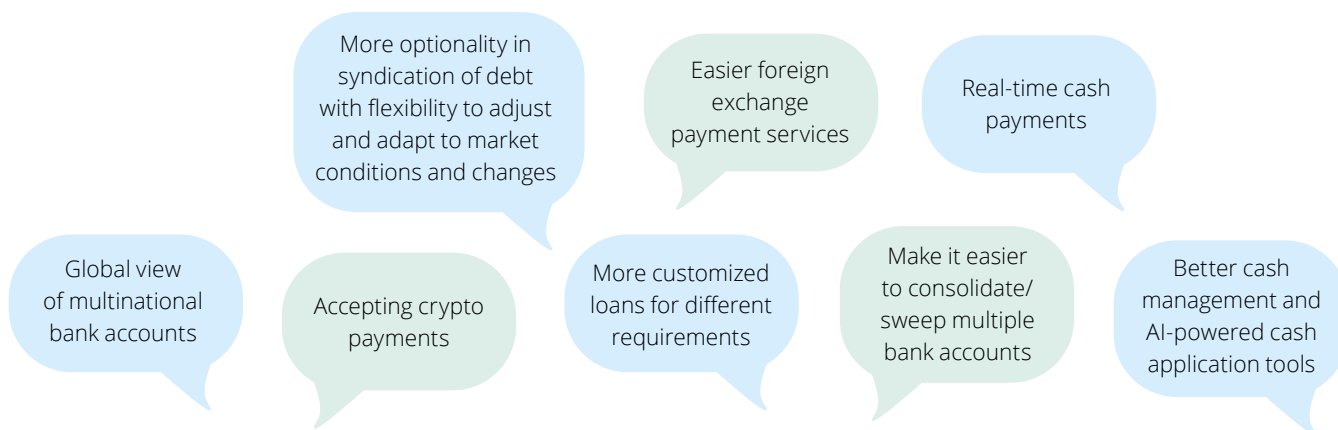 More optionality in
syndication of debt
with flexibility to adjust
and adapt to market
conditions and changes
Easier foreign
exchange
payment services
Real-time cash
payments
Global view
of multinational
bank accounts
Accepting crypto
payments
More customized
loans for different
requirements
Make it easier
to consolidate/
sweep multiple
bank accounts
Better cash
management and
AI-powered cash
application tools